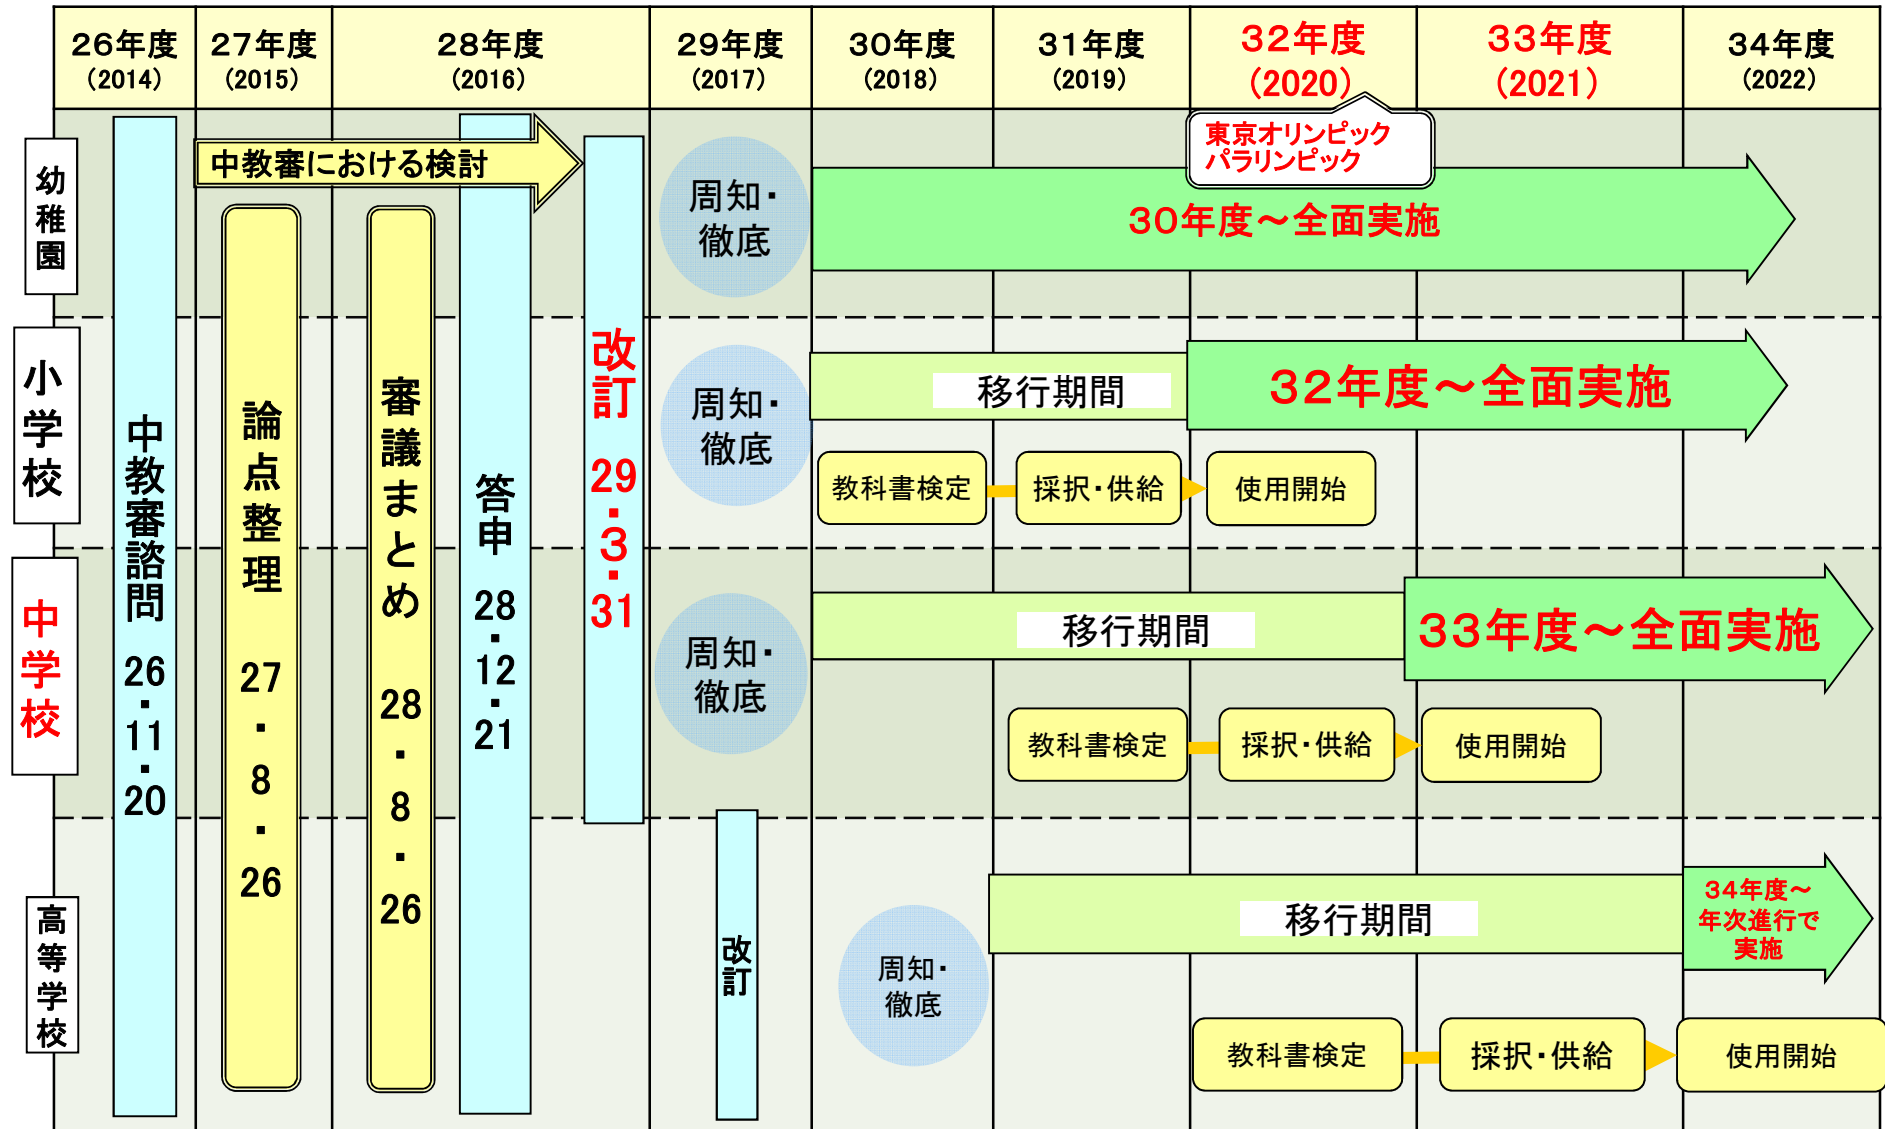 26年度
（2014）
27年度
（2015）
28年度
（2016）
29年度
（2017）
30年度
（2018）
31年度
（2019）
32年度
（2020）
33年度
（2021）
34年度
（2022）
東京オリンピック
パラリンピック
中教審における検討
中教審諮問 26・11・20
論点整理 27・8・26
審議まとめ 28・8・26
答申 28・12・21
改訂 29・3・31
幼稚園
周知・
徹底
30年度～全面実施
小学校
周知・
徹底
移行期間
32年度～全面実施
教科書検定
採択・供給
使用開始
中学校
周知・
徹底
移行期間
33年度～全面実施
教科書検定
採択・供給
使用開始
高等学校
改訂
周知・
徹底
移行期間
34年度～
年次進行で
実施
教科書検定
採択・供給
使用開始